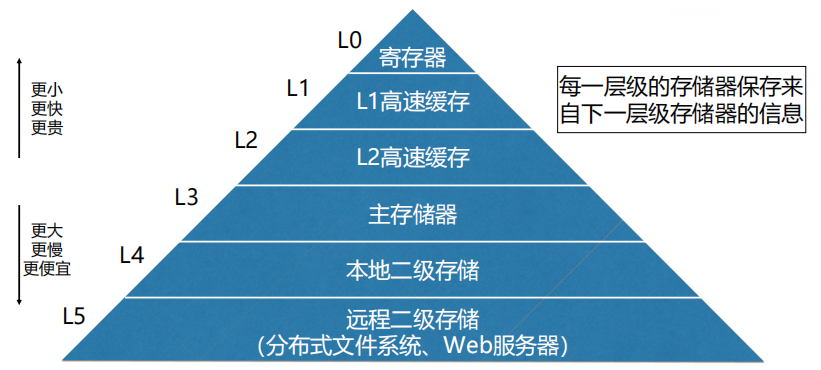 L0
寄存器
L1
L1高速缓存
L2
L2高速缓存
L3
主存储器
L4
本地二级存储
L5
远程二级存储
（分布式文件系统、Web服务器）
更小
更快
更贵
更大
更慢
更便宜
每一层级的存储器保存来
自下一层级存储器的信息